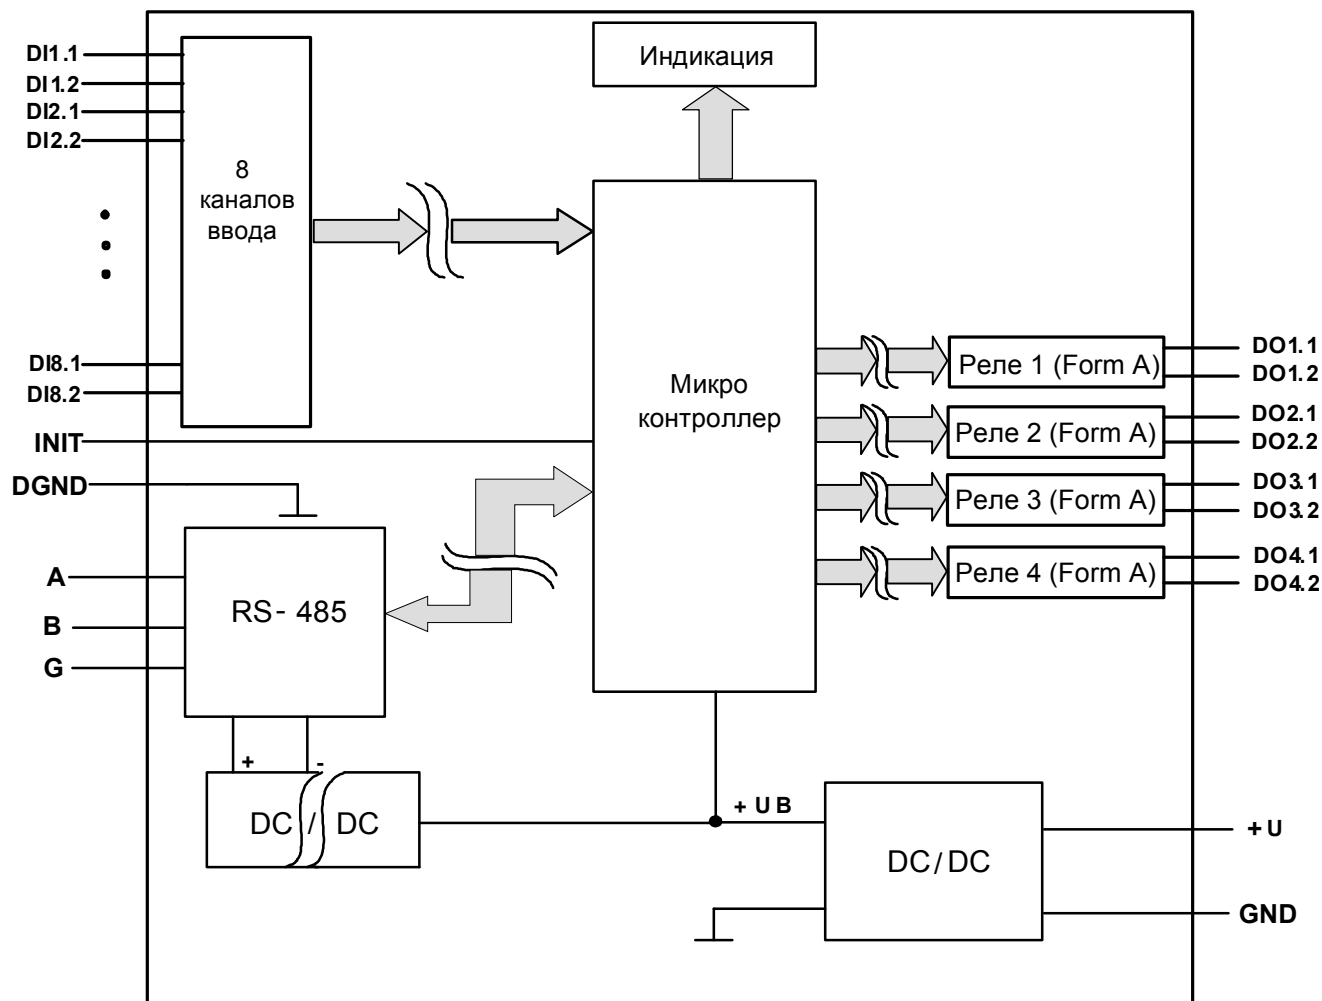 DI1.1
DI1.2
DI2.1
DI2.2
DI8.1
DI8.2
INIT
DGND
A
B
G
8
каналов
ввода
Индикация
Микро
контроллер
Реле 1 (Form A)
Реле 2 (Form A)
Реле 3 (Form A)
Реле 4 (Form A)
DO1.1
DO1.2
DO2.1
DO2.2
DO3.1
DO3.2
DO4.1
DO4.2
RS- 485
+
-
DC / DC
+ U B
DC/DC
+ U
GND